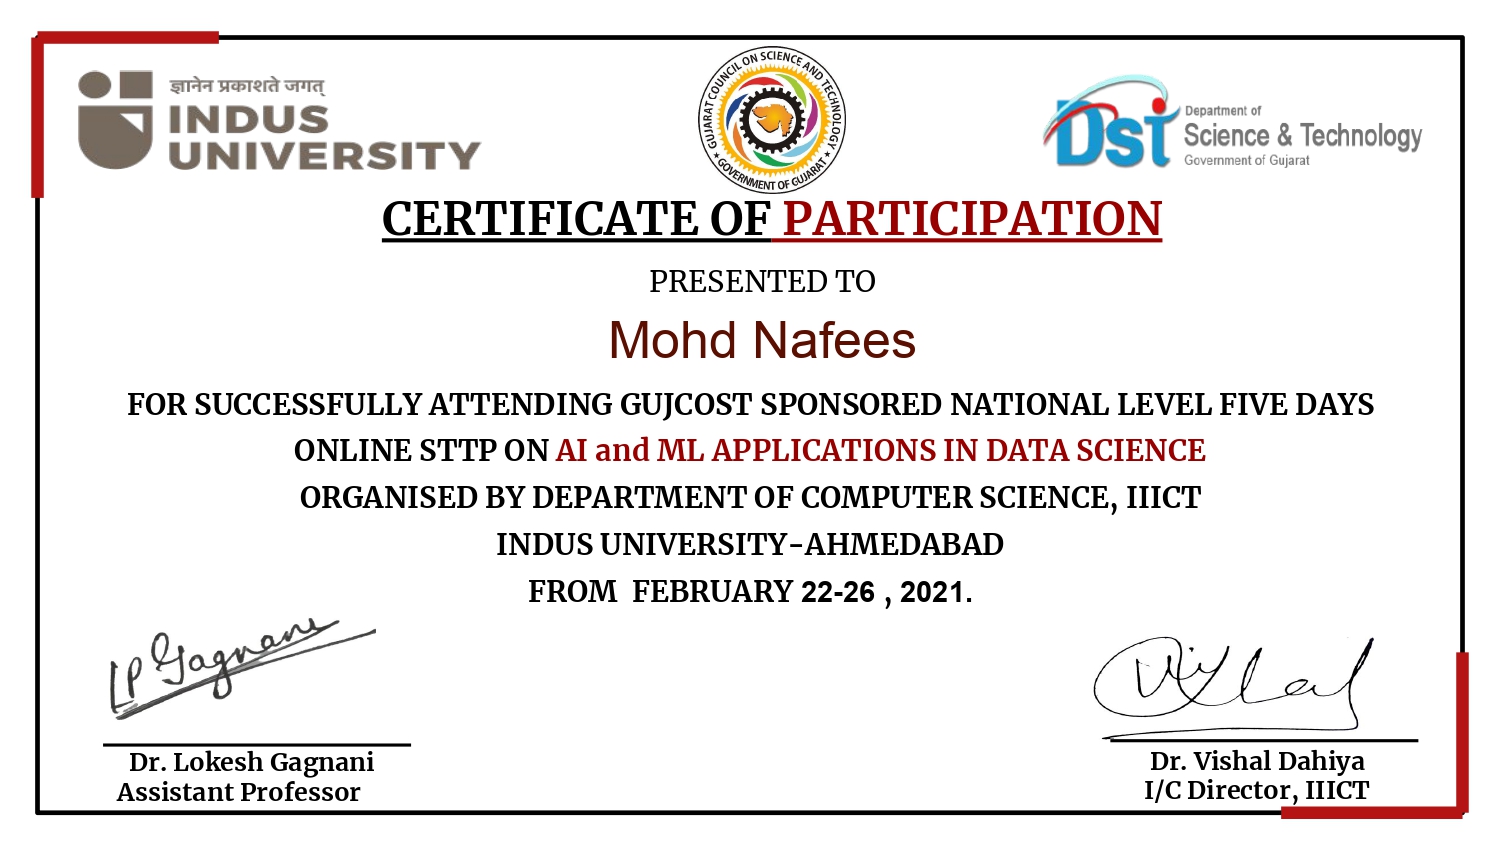 ज्ञानेन प्रकाशते जगत्
INDUS
UNIVERSITY
GUJARAT COUNCIL ON SCIENCE AND TECHNOLOGY
★ GOVERNMENT OF GUJARAT ★
Dst
Department of
Science & Technology
Government of Gujarat
CERTIFICATE OF PARTICIPATION
PRESENTED TO
Mohd Nafees
FOR SUCCESSFULLY ATTENDING GUJCOST SPONSORED NATIONAL LEVEL FIVE DAYS
ONLINE STTP ON AI and ML APPLICATIONS IN DATA SCIENCE
ORGANISED BY DEPARTMENT OF COMPUTER SCIENCE, IIICT
INDUS UNIVERSITY-AHMEDABAD
FROM FEBRUARY 22-26 , 2021.
LP Gagnani
Dr. Lokesh Gagnani
Assistant Professor
Vishal
Dr. Vishal Dahiya
I/C Director, IIICT